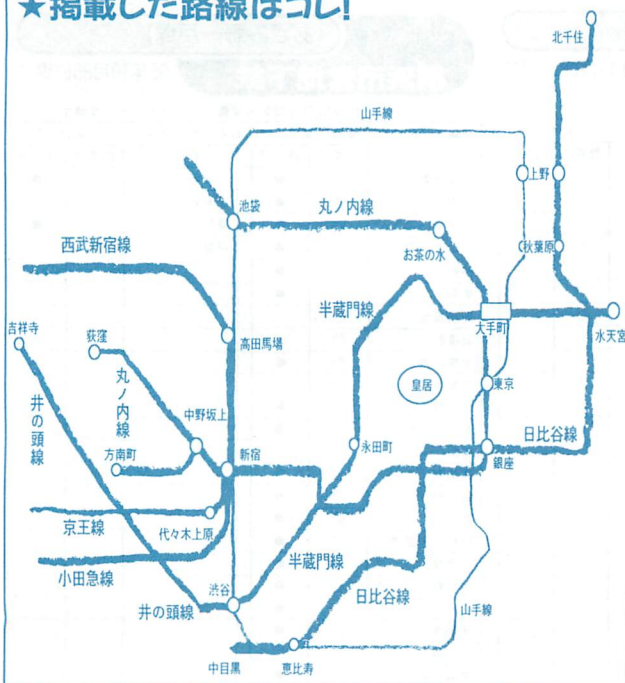 ★掲載した路線はコレ!
北千住
山手線
上野
池袋
丸ノ内線
お茶の水
秋葉原
西武新宿線
半蔵門線
大手町
水天宮
吉祥寺
荻窪
高田馬場
皇居
東京
井の頭線
丸ノ内線
中野坂上
方南町
新宿
永田町
銀座
日比谷線
京王線
代々木上原
小田急線
半蔵門線
渋谷
井の頭線
日比谷線
山手線
中目黒
恵比寿